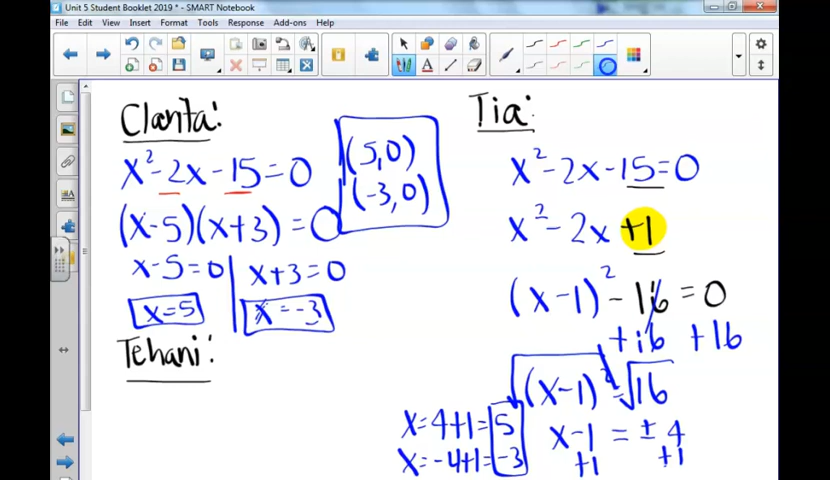 Unit 5 Student Booklet 2019 * - SMART Notebook
File Edit View Insert Format Tools Response Add-ons Help
Clarita:
x² - 2x - 15 = 0
(x-5)(x+3) = 0
x-5=0 | x+3=0
x=5
x=-3
(5,0)
(-3,0)
Tehani:
Tia:
x² - 2x - 15 = 0
x² - 2x +1
(x-1)² - 16 = 0
+16 +16
√(x-1)² = √16
x-1 = ± 4
+1 +1
x=4+1=5
x=-4+1=-3